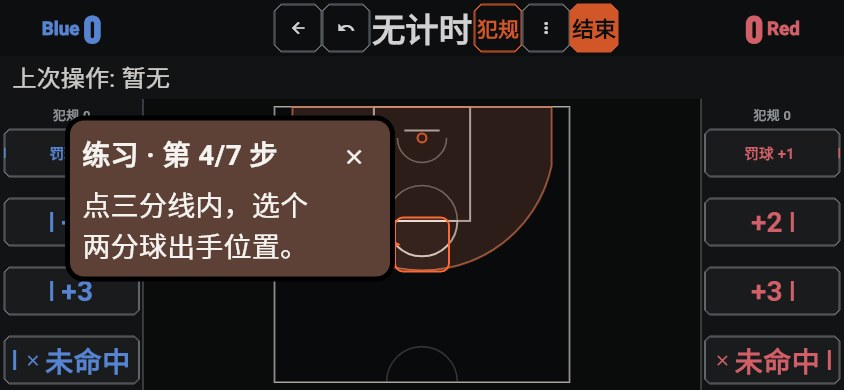 Blue 0
无计时
犯规
结束
0 Red
上次操作: 暂无
犯规 0
犯规 0
罚球 +1
练习 · 第 4/7 步
点三分线内，选个
两分球出手位置。
+2
+3
+3
× 未命中
× 未命中